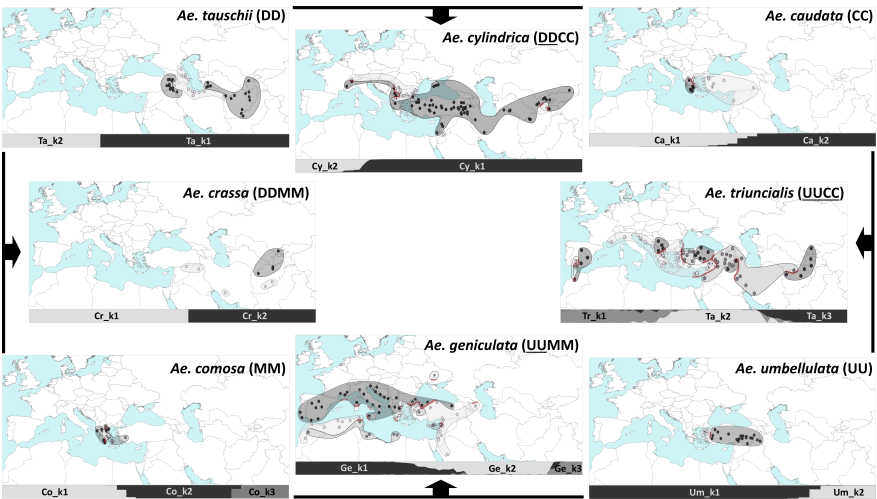 Ae. tauschii (DD)
Ta_k2 Ta_k1
Ae. cylindrica (DDCC)
Cy_k2 Cy_k1
Ae. caudata (CC)
Ca_k1 Ca_k2
Ae. crassa (DDMM)
Cr_k1 Cr_k2
Ae. triuncialis (UUCC)
Tr_k1 Ta_k2 Ta_k3
Ae. comosa (MM)
Co_k1 Co_k2 Co_k3
Ae. geniculata (UUMM)
Ge_k1 Ge_k2 Ge_k3
Ae. umbellulata (UU)
Um_k1 Um_k2